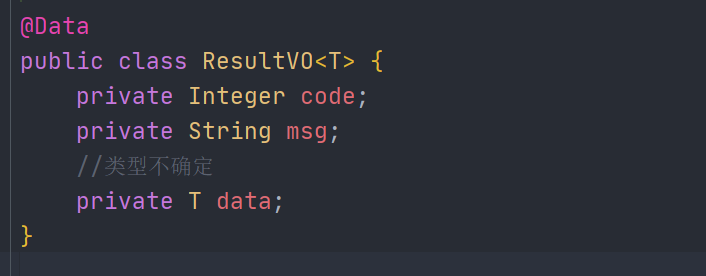 @Data
public class ResultVO<T> {
    private Integer code;
    private String msg;
    //类型不确定
    private T data;
}